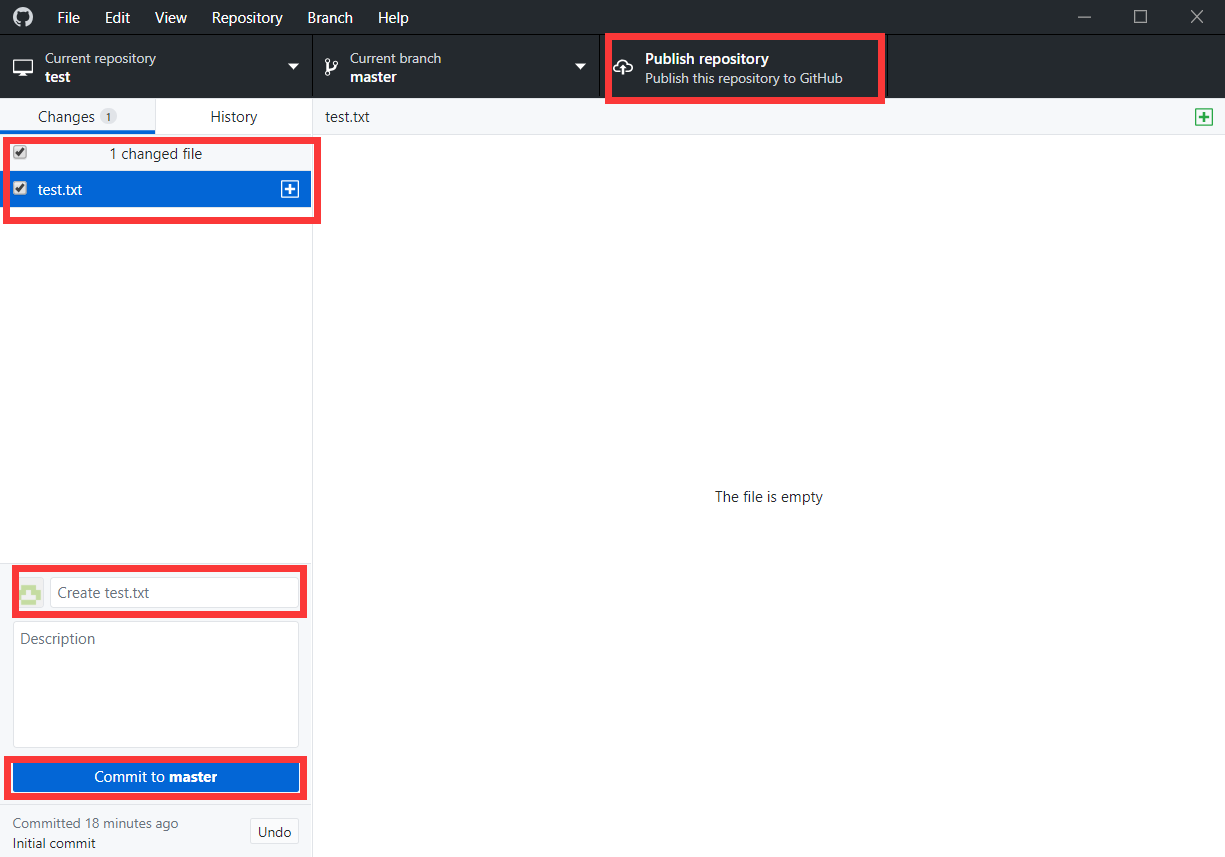 File Edit View Repository Branch Help
Current repository
test
Current branch
master
Publish repository
Publish this repository to GitHub
Changes 1
History
test.txt
1 changed file
test.txt
The file is empty
Create test.txt
Description
Commit to master
Committed 18 minutes ago
Initial commit
Undo